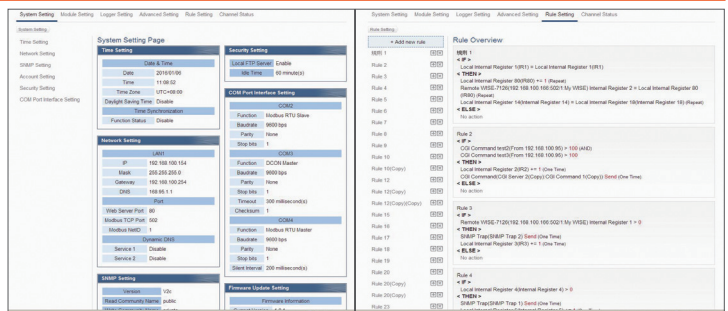 System Setting Module Setting Logger Setting Advanced Setting Rule Setting Channel Status
System Setting
Time Setting
Network Setting
SNMP Setting
Account Setting
Security Setting
COM Port Interface Setting
System Setting Page
Time Setting
Date & Time
Date 2016/01/00
Time 11:08:52
Time Zone UTC+08:00
Daylight Saving Time Disable
Time Synchronization
Function Status Disable
Network Setting
LAN1
IP 192.168.100.154
Mask 255.255.255.0
Gateway 192.168.100.254
DNS 168.95.1.1
Port
Web Server Port 80
Modbus TCP Port 502
Modbus NetID 1
Dynamic DNS
Service 1 Disable
Service 2 Disable
SNMP Setting
Version V2c
Read Community Name public
Security Setting
Local FTP Server Enable
Idle Time 60 minute(s)
COM Port Interface Setting
COM2
Function Modbus RTU Slave
Baudrate 9600 bps
Parity None
Stop bits 1
COM3
Function DCON Master
Baudrate 9600 bps
Parity None
Stop bits 1
Timeout 300 millisecond(s)
Checksum 1
COM4
Function Modbus RTU Master
Baudrate 9600 bps
Parity None
Stop bits 1
Silent Interval 200 millisecond(s)
Firmware Update Setting
Firmware Information
System Setting Module Setting Logger Setting Advanced Setting Rule Setting Channel Status
Rule Setting
+ Add new rule
規則 1
Rule 2
Rule 3
Rule 4
Rule 5
Rule 6
Rule 7
Rule 8
Rule 9
Rule 10
Rule 10(Copy)
Rule 12
Rule 12(Copy)
Rule 12(Copy)(Copy)
Rule 15
Rule 16
Rule 17
Rule 18
Rule 19
Rule 20
Rule 20(Copy)
Rule 20(Copy)
Rule 23
Rule Overview
規則 1
< IF >
Local Internal Register 1(IR1) = Local Internal Register 1(IR1)
< THEN >
Local Internal Register 80(IR80) += 1 (Repeat)
Remote WISE-7126(192.168.100.166:502/1:My WISE) Internal Register 2 = Local Internal Register 80
(IR80) (Repeat)
Local Internal Register 14(Internal Register 14) = Local Internal Register 18(Internal Register 18) (Repeat)
< ELSE >
No action
Rule 2
< IF >
CGI Command test2(From 192.168.100.95) > 100 (AND)
CGI Command test3(From 192.168.100.95) > 100
< THEN >
Local Internal Register 2(IR2) += 1 (One Time)
CGI Command(CGI Server 2(Copy) CGI Command 1(Copy)) Send (One Time)
< ELSE >
No action
Rule 3
< IF >
Remote WISE-7126(192.168.100.166:502/1:My WISE) Internal Register 1 = 0
< THEN >
SNMP Trap(SNMP Trap 2) Send (One Time)
Local Internal Register 3(IR3) += 1 (One Time)
< ELSE >
No action
Rule 4
< IF >
Local Internal Register 4(Internal Register 4) > 0
< THEN >
SNMP Trap(SNMP Trap 1) Send (One Time)